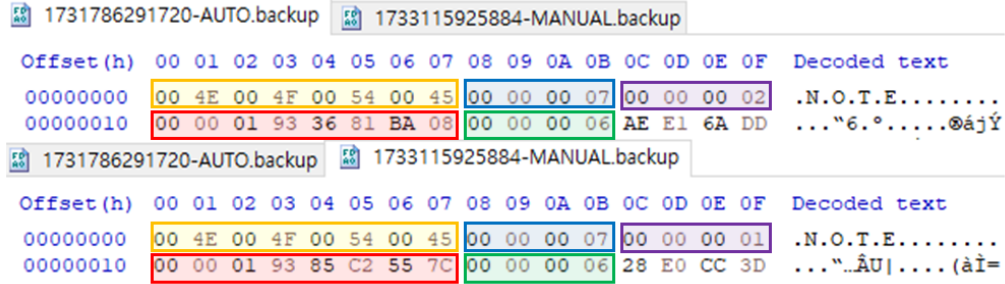 1731786291720-AUTO.backup 1733115925884-MANUAL.backup
Offset(h) 00 01 02 03 04 05 06 07 08 09 0A 0B 0C 0D 0E 0F Decoded text
00000000 00 4E 00 4F 00 54 00 45 00 00 00 07 00 00 00 02 .N.O.T.E........
00000010 00 00 01 93 36 81 BA 08 00 00 00 06 AE E1 6A DD ...“6.º.....®ájÝ
1731786291720-AUTO.backup 1733115925884-MANUAL.backup
Offset(h) 00 01 02 03 04 05 06 07 08 09 0A 0B 0C 0D 0E 0F Decoded text
00000000 00 4E 00 4F 00 54 00 45 00 00 00 07 00 00 00 01 .N.O.T.E........
00000010 00 00 01 93 85 C2 55 7C 00 00 00 06 28 E0 CC 3D ...“…ÂU|....(àÌ=